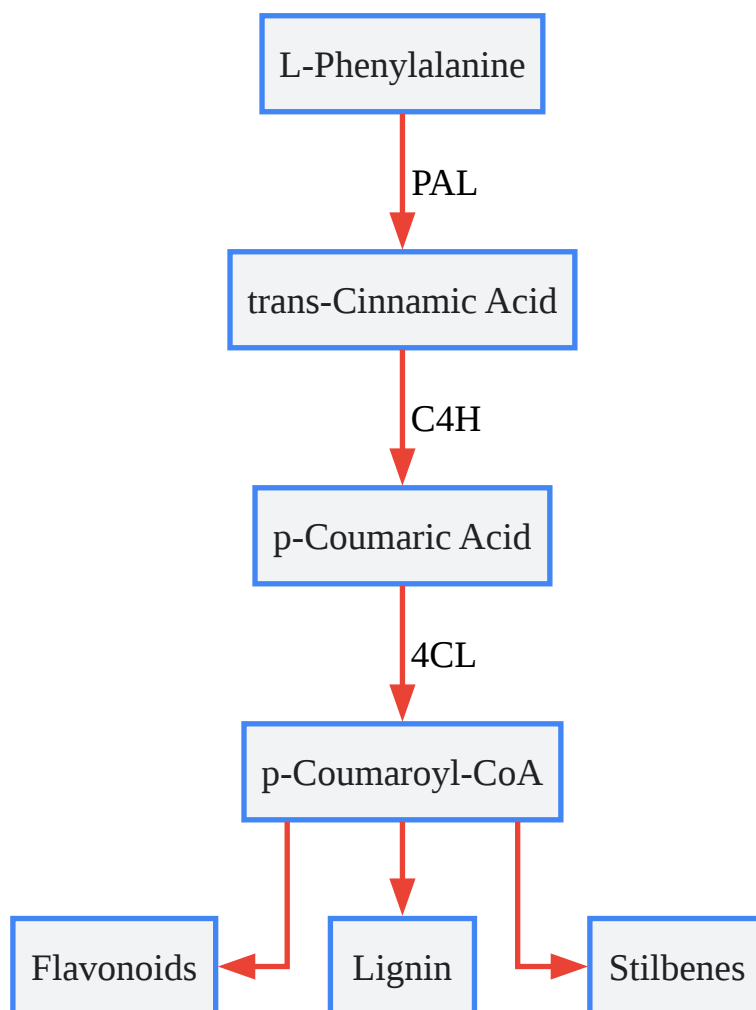 L-Phenylalanine
PAL
trans-Cinnamic Acid
C4H
p-Coumaric Acid
4CL
p-Coumaroyl-CoA
Flavonoids
Lignin
Stilbenes